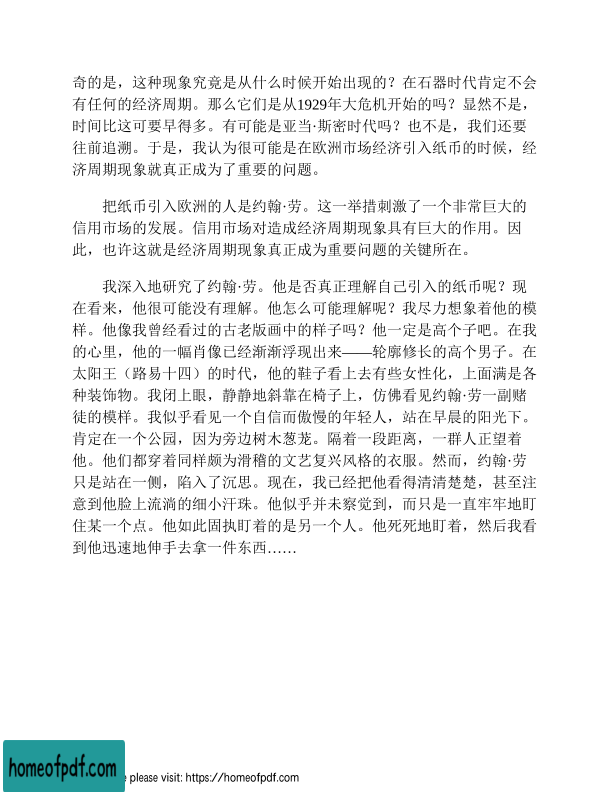 奇的是，这种现象究竟是从什么时候开始出现的？在石器时代肯定不会
有任何的经济周期。那么它们是从1929年大危机开始的吗？显然不是，
时间比这可要早得多。有可能是亚当·斯密时代吗？也不是，我们还要
往前追溯。于是，我认为很可能是在欧洲市场经济引入纸币的时候，经
济周期现象就真正成为了重要的问题。
把纸币引入欧洲的人是约翰·劳。这一举措刺激了一个非常巨大的
信用市场的发展。信用市场对造成经济周期现象具有巨大的作用。因
此，也许这就是经济周期现象真正成为重要问题的关键所在。
我深入地研究了约翰·劳。他是否真正理解自己引入的纸币呢？现
在看来，他很可能没有理解。他怎么可能理解呢？我尽力想象着他的模
样。他像我曾经看过的古老版画中的样子吗？他一定是高个子吧。在我
的心里，他的一幅肖像已经渐渐浮现出来——轮廓修长的高个男子。在
太阳王（路易十四）的时代，他的鞋子看上去有些女性化，上面满是各
种装饰物。我闭上眼，静静地斜靠在椅子上，仿佛看见约翰·劳一副赌
徒的模样。我似乎看见一个自信而傲慢的年轻人，站在早晨的阳光下。
肯定在一个公园，因为旁边树木葱茏。隔着一段距离，一群人正望着
他。他们都穿着同样颇为滑稽的文艺复兴风格的衣服。然而，约翰·劳
只是站在一侧，陷入了沉思。现在，我已经把他看得清清楚楚，甚至注
意到他脸上流淌的细小汗珠。他似乎并未察觉到，而只是一直牢牢地盯
住某一个点。他如此固执盯着的是另一个人。他死死地盯着，然后我看
到他迅速地伸手去拿一件东西……
homeofpdf.com
please visit: https://homeofpdf.com